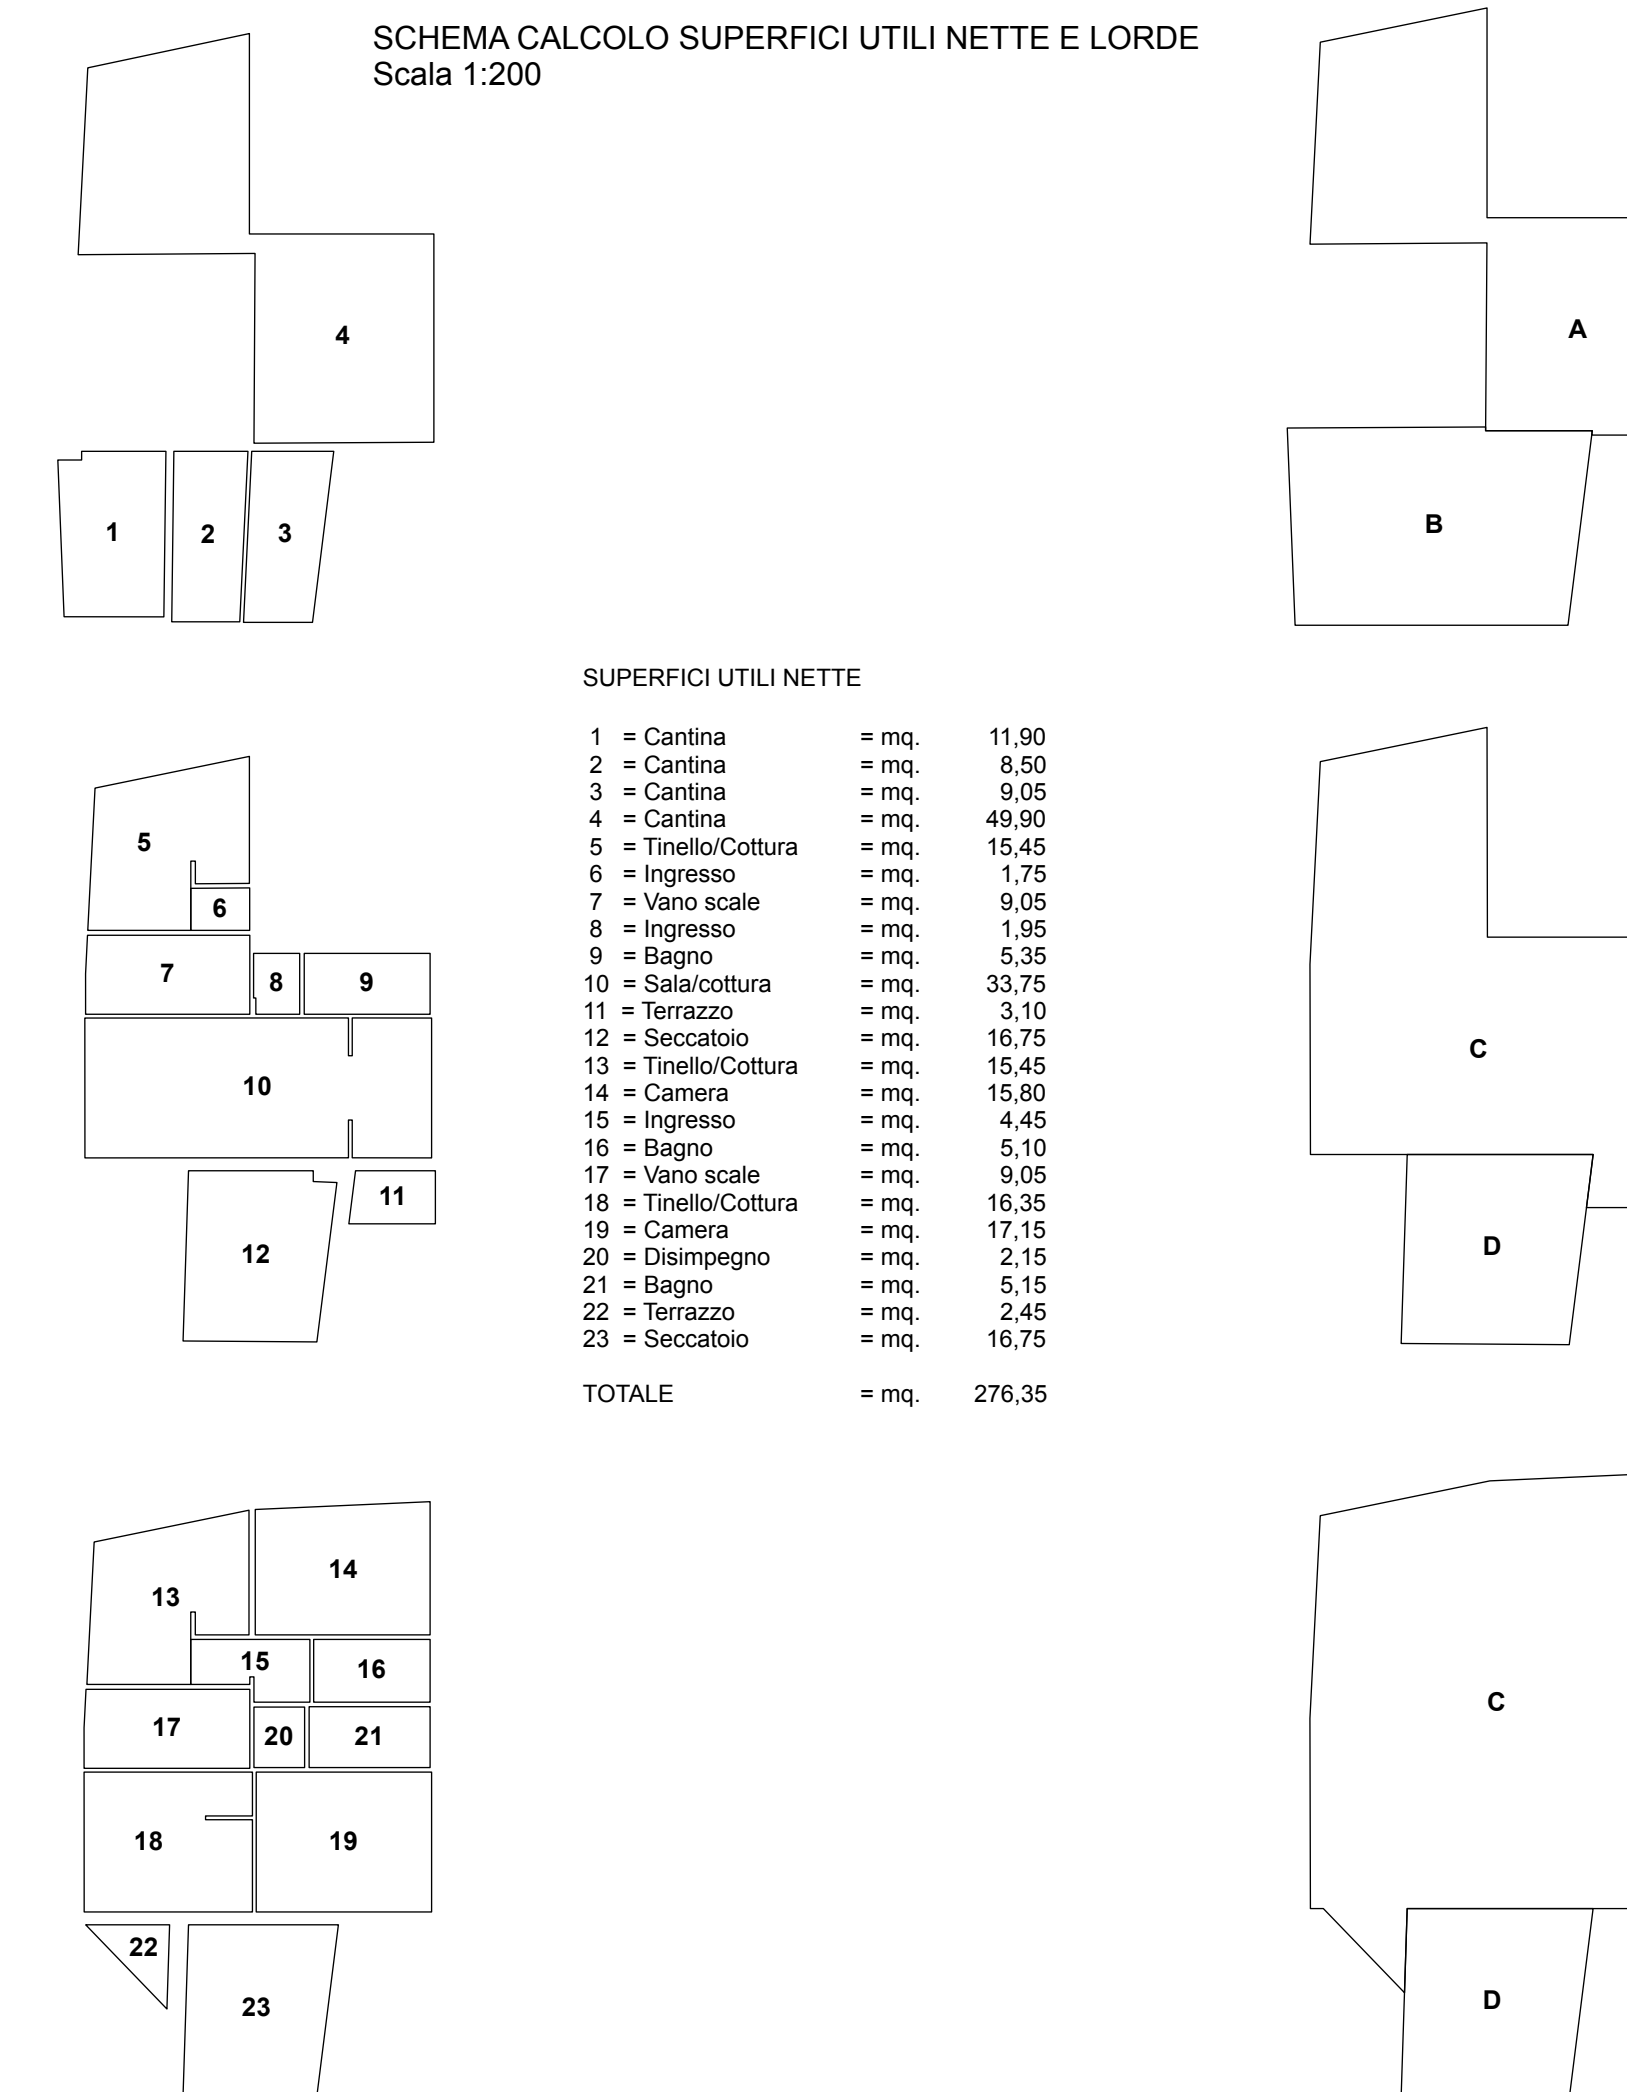 SCHEMA CALCOLO SUPERFICI UTILI NETTE E LORDE
Scala 1:200
4
A
1
2
3
B
SUPERFICI UTILI NETTE
1 = Cantina = mq. 11,90
2 = Cantina = mq. 8,50
3 = Cantina = mq. 9,05
4 = Cantina = mq. 49,90
5 = Tinello/Cottura = mq. 15,45
6 = Ingresso = mq. 1,75
7 = Vano scale = mq. 9,05
8 = Ingresso = mq. 1,95
9 = Bagno = mq. 5,35
10 = Sala/cottura = mq. 33,75
11 = Terrazzo = mq. 3,10
12 = Seccatoio = mq. 16,75
13 = Tinello/Cottura = mq. 15,45
14 = Camera = mq. 15,80
15 = Ingresso = mq. 4,45
16 = Bagno = mq. 5,10
17 = Vano scale = mq. 9,05
18 = Tinello/Cottura = mq. 16,35
19 = Camera = mq. 17,15
20 = Disimpegno = mq. 2,15
21 = Bagno = mq. 5,15
22 = Terrazzo = mq. 2,45
23 = Seccatoio = mq. 16,75
TOTALE = mq. 276,35
5
6
7
8
9
10
11
12
C
D
13
14
15
16
17
20
21
18
19
22
23
C
D